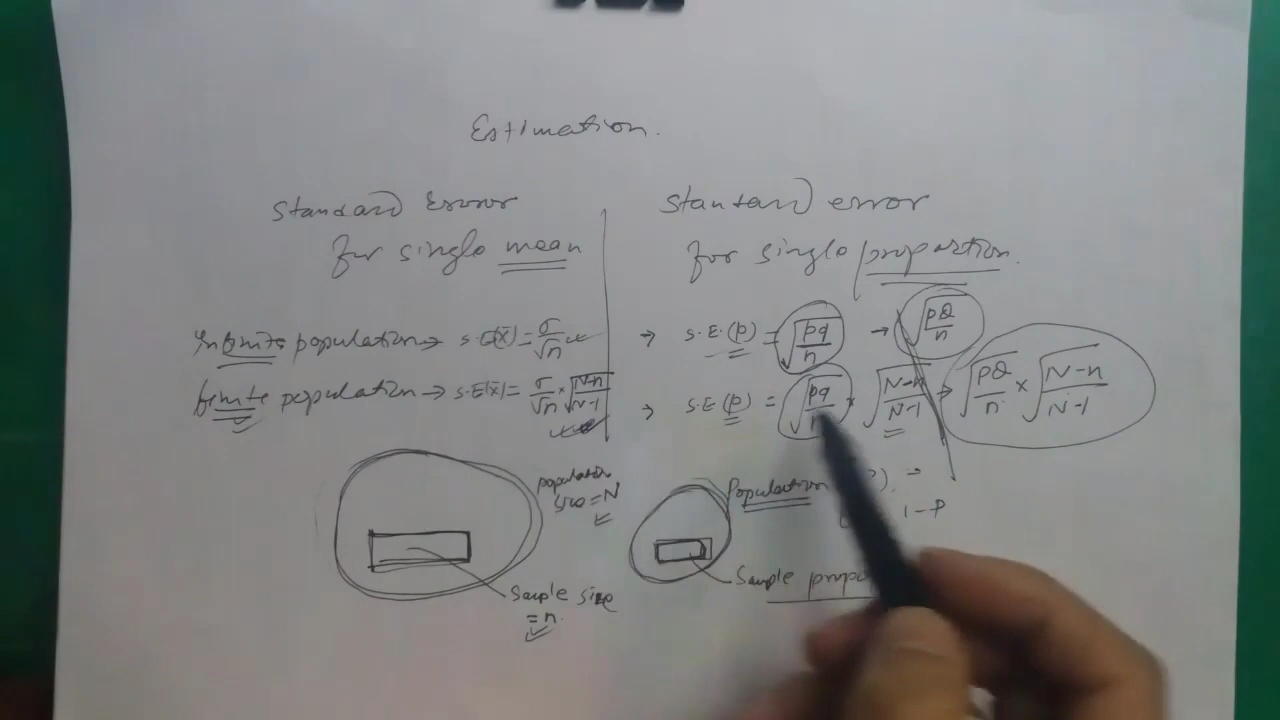 Estimation.
Standard Error
for single mean
Infinite population → S.E(x̄) = σ/√n
finite population → S.E(x̄) = σ/√n × √(N-n/N-1)
population
size = N
Sample size
= n.
Standard error
for single proportion.
→ S.E.(p) = √(pq/n) → √(PQ/n)
→ S.E(p) = √(pq/n) × √(N-n/N-1) → √(PQ/n) × √(N-n/N-1)
Population
1-P
Sample